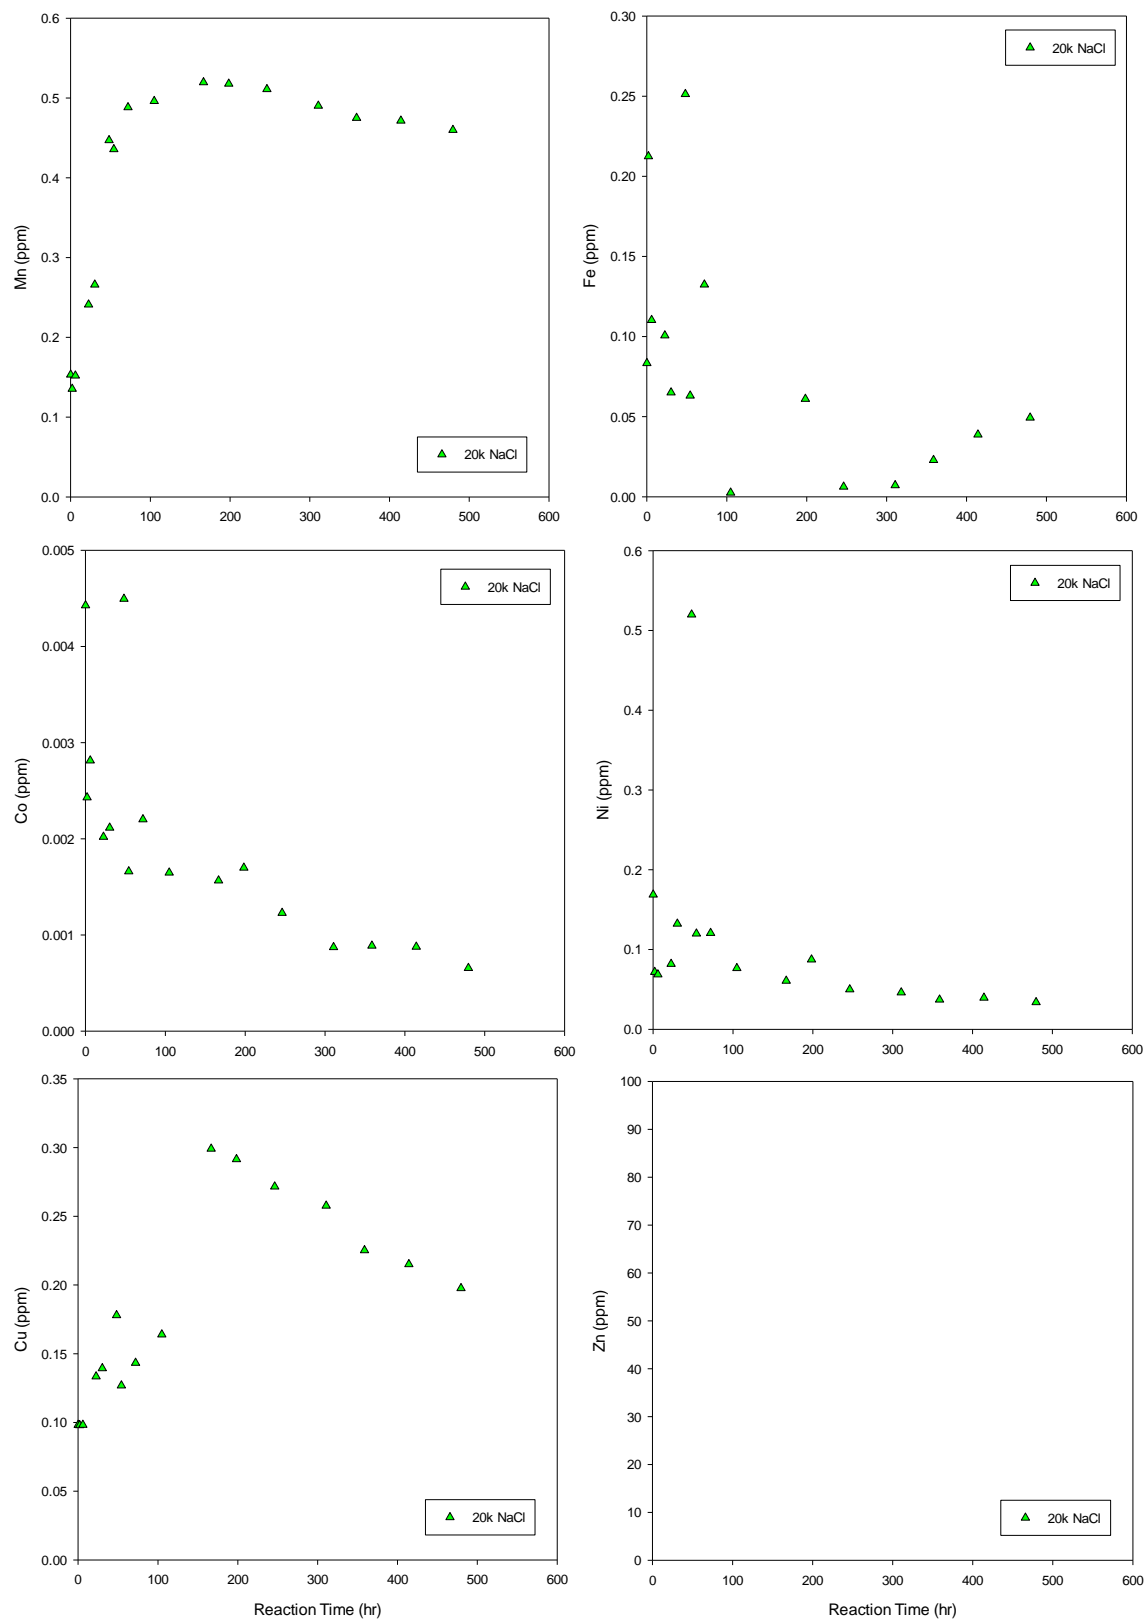 0.6
0.5
0.4
0.3
0.2
0.1
0.0
Mn (ppm)
0 100 200 300 400 500 600
20k NaCl
0.30
0.25
0.20
0.15
0.10
0.05
0.00
Fe (ppm)
0 100 200 300 400 500 600
20k NaCl
0.005
0.004
0.003
0.002
0.001
0.000
Co (ppm)
0 100 200 300 400 500 600
20k NaCl
0.6
0.5
0.4
0.3
0.2
0.1
0.0
Ni (ppm)
0 100 200 300 400 500 600
20k NaCl
0.35
0.30
0.25
0.20
0.15
0.10
0.05
0.00
Cu (ppm)
0 100 200 300 400 500 600
Reaction Time (hr)
20k NaCl
100
90
80
70
60
50
40
30
20
10
0
Zn (ppm)
0 100 200 300 400 500 600
Reaction Time (hr)
20k NaCl